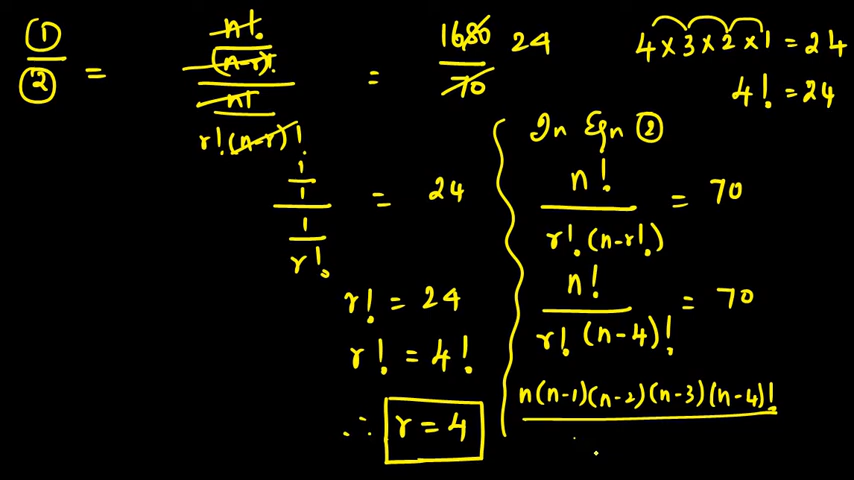 ① / ② = (n! / (n-r)!) / (n! / r!(n-r)!) = 1680 / 70 24
4 × 3 × 2 × 1 = 24
4! = 24
(1/1) / (1/r!) = 24
r! = 24
r! = 4!
∴ r = 4
In Eqn ②
n! / r!(n-r!) = 70
n! / r!(n-4)! = 70
n(n-1)(n-2)(n-3)(n-4)!